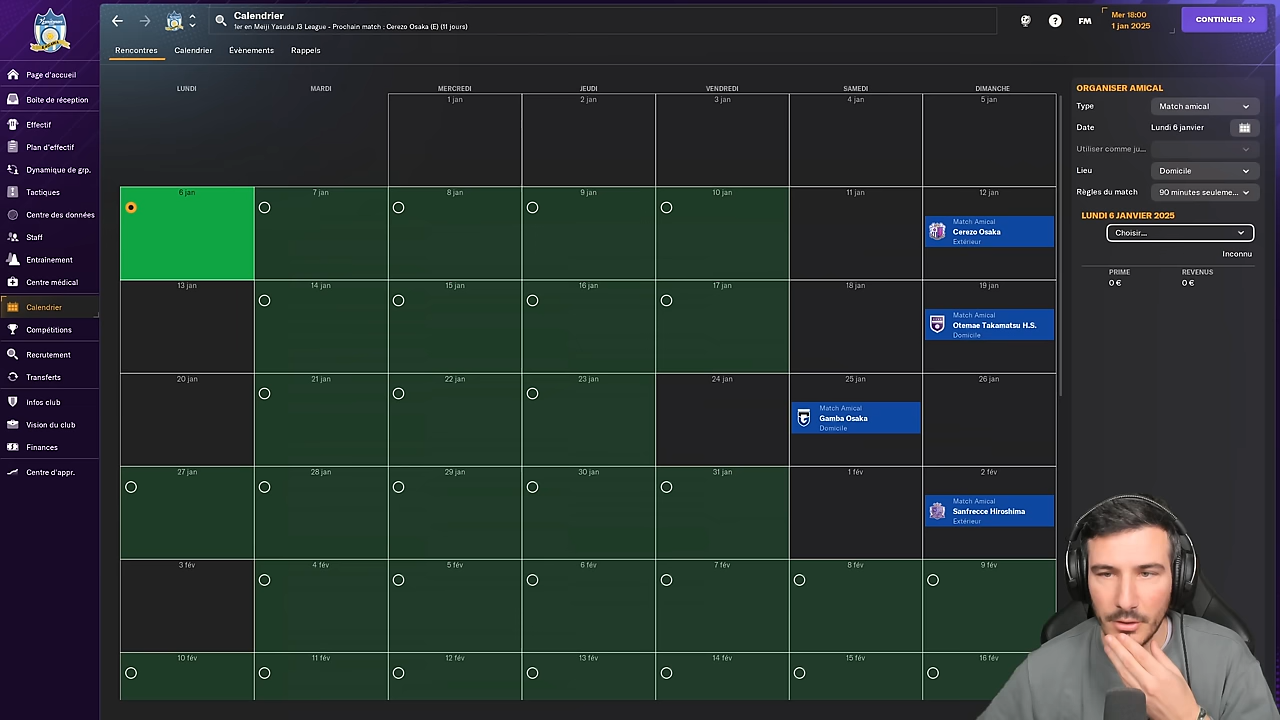 Calendrier
1er en Meiji Yasuda J3 League - Prochain match : Cerezo Osaka (E) (11 jours)
FM
Mer 18:00
1 jan 2025
CONTINUER
Rencontres
Calendrier
Évènements
Rappels
Page d'accueil
Boîte de réception
Effectif
Plan d'effectif
Dynamique de grp.
Tactiques
Centre des données
Staff
Entraînement
Centre médical
Calendrier
Compétitions
Recrutement
Transferts
Infos club
Vision du club
Finances
Centre d'appr.
LUNDI MARDI MERCREDI JEUDI VENDREDI SAMEDI DIMANCHE
1 jan 2 jan 3 jan 4 jan 5 jan
6 jan 7 jan 8 jan 9 jan 10 jan 11 jan 12 jan
Match Amical
Cerezo Osaka
Extérieur
13 jan 14 jan 15 jan 16 jan 17 jan 18 jan 19 jan
Match Amical
Otemae Takamatsu H.S.
Domicile
20 jan 21 jan 22 jan 23 jan 24 jan 25 jan 26 jan
Match Amical
Gamba Osaka
Domicile
27 jan 28 jan 29 jan 30 jan 31 jan 1 fév 2 fév
Match Amical
Sanfrecce Hiroshima
Extérieur
3 fév 4 fév 5 fév 6 fév 7 fév 8 fév 9 fév
10 fév 11 fév 12 fév 13 fév 14 fév 15 fév 16 fév
ORGANISER AMICAL
Type Match amical
Date Lundi 6 janvier
Utiliser comme ju...
Lieu Domicile
Règles du match 90 minutes seuleme...
LUNDI 6 JANVIER 2025
Choisir...
Inconnu
PRIME REVENUS
0 € 0 €